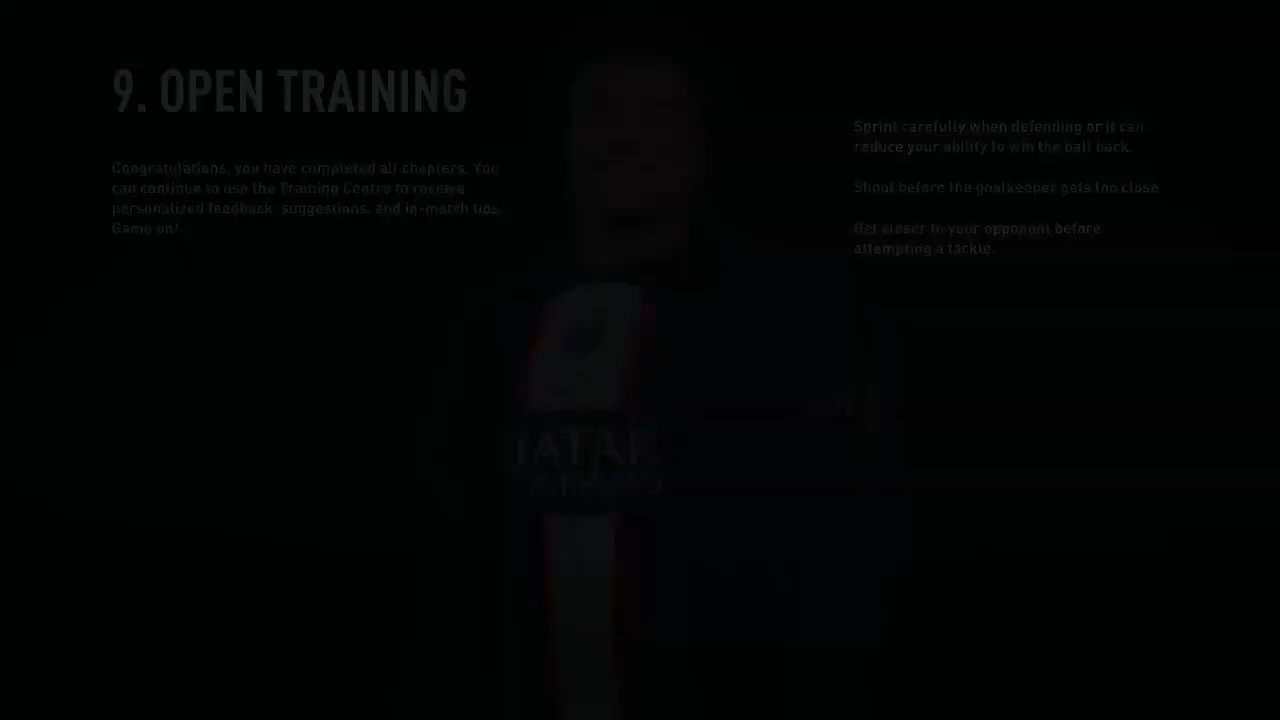 9. OPEN TRAINING
Congratulations, you have completed all chapters. You
can continue to use the Training Centre to receive
personalized feedback, suggestions, and in-match tips.
Game on!
Sprint carefully when defending or it can
reduce your ability to win the ball back.
Shoot before the goalkeeper gets too close.
Get closer to your opponent before
attempting a tackle.
QATAR
AIRWAYS